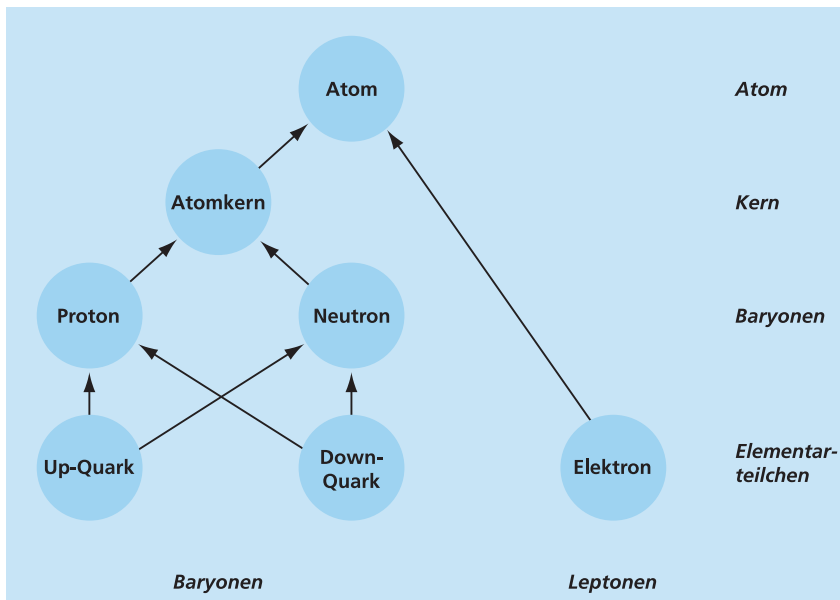 Atom
Atom
Atomkern
Kern
Proton
Neutron
Baryonen
Up-Quark
Down-
Quark
Elektron
Elementar-
teilchen
Baryonen
Leptonen